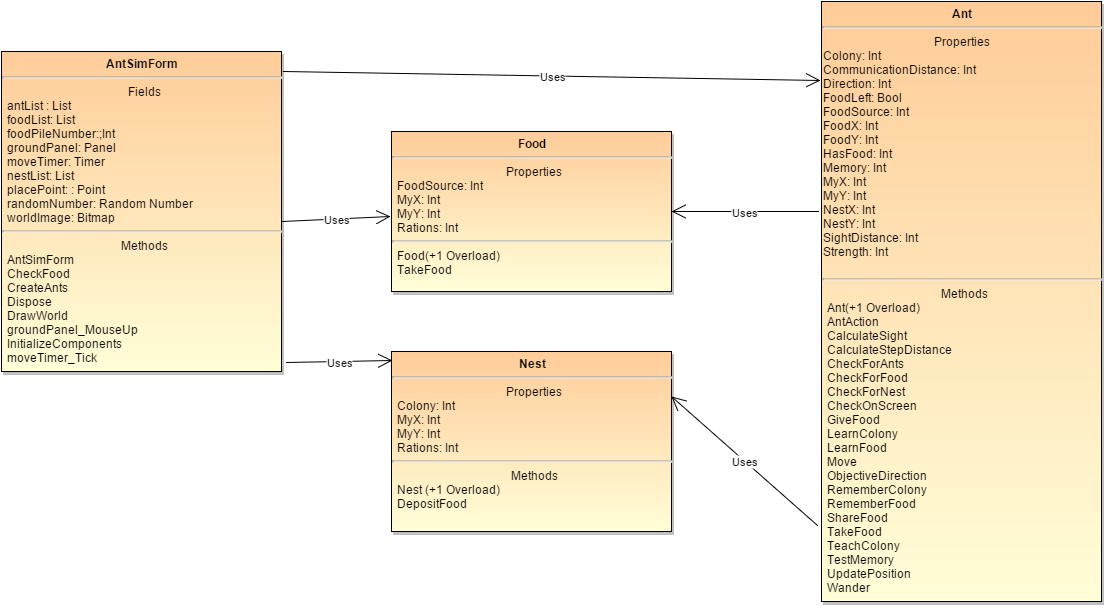 AntSimForm
Fields
antList : List
foodList: List
foodPileNumber:;Int
groundPanel: Panel
moveTimer: Timer
nestList: List
placePoint: : Point
randomNumber: Random Number
worldImage: Bitmap
Methods
AntSimForm
CheckFood
CreateAnts
Dispose
DrawWorld
groundPanel_MouseUp
InitializeComponents
moveTimer_Tick
Uses
Uses
Uses
Food
Properties
FoodSource: Int
MyX: Int
MyY: Int
Rations: Int
Food(+1 Overload)
TakeFood
Nest
Properties
Colony: Int
MyX: Int
MyY: Int
Rations: Int
Methods
Nest (+1 Overload)
DepositFood
Uses
Uses
Ant
Properties
Colony: Int
CommunicationDistance: Int
Direction: Int
FoodLeft: Bool
FoodSource: Int
FoodX: Int
FoodY: Int
HasFood: Int
Memory: Int
MyX: Int
MyY: Int
NestX: Int
NestY: Int
SightDistance: Int
Strength: Int
Methods
Ant(+1 Overload)
AntAction
CalculateSight
CalculateStepDistance
CheckForAnts
CheckForFood
CheckForNest
CheckOnScreen
GiveFood
LearnColony
LearnFood
Move
ObjectiveDirection
RememberColony
RememberFood
ShareFood
TakeFood
TeachColony
TestMemory
UpdatePosition
Wander